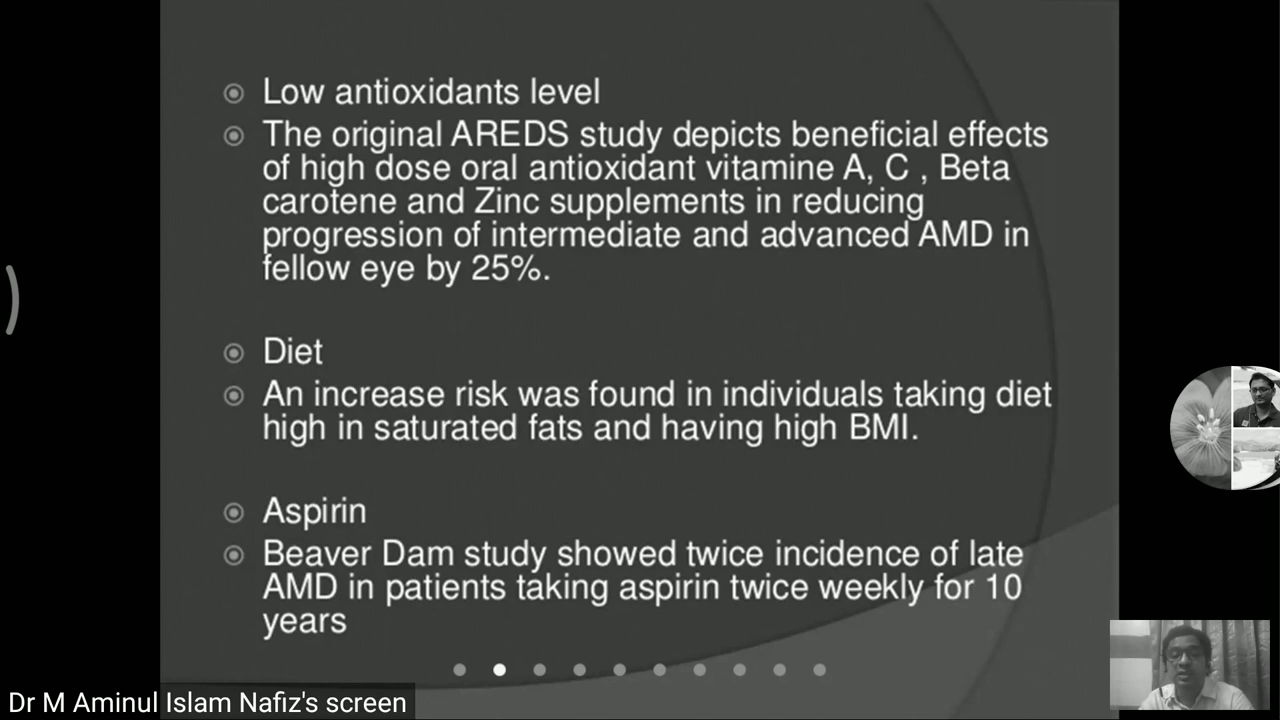 Low antioxidants level
The original AREDS study depicts beneficial effects
of high dose oral antioxidant vitamine A, C , Beta
carotene and Zinc supplements in reducing
progression of intermediate and advanced AMD in
fellow eye by 25%.
Diet
An increase risk was found in individuals taking diet
high in saturated fats and having high BMI.
Aspirin
Beaver Dam study showed twice incidence of late
AMD in patients taking aspirin twice weekly for 10
years
Dr M Aminul Islam Nafiz's screen